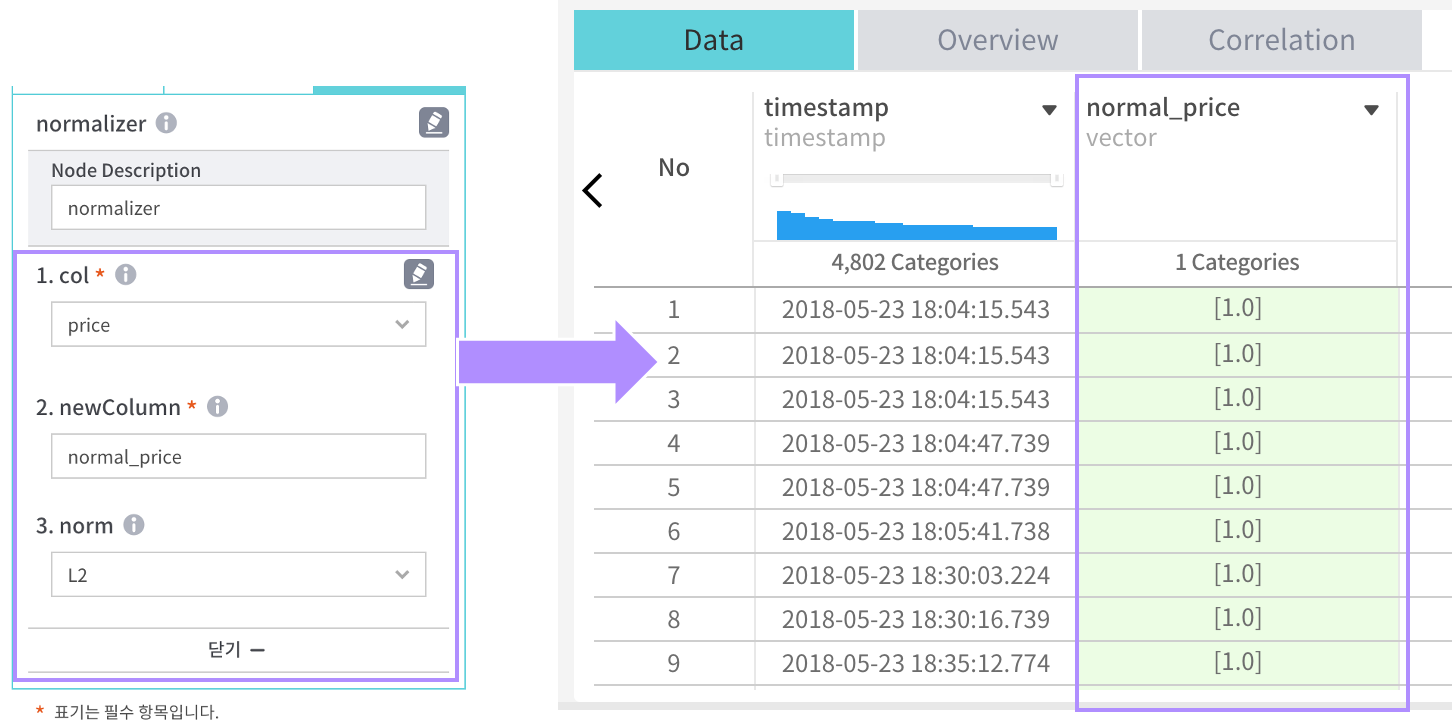 normalizer
Node Description
normalizer
1. col *
price
2. newColumn *
normal_price
3. norm
L2
닫기 —
* 표기는 필수 항목입니다.
Data Overview Correlation
No timestamp normal_price
timestamp vector
4,802 Categories 1 Categories
1 2018-05-23 18:04:15.543 [1.0]
2 2018-05-23 18:04:15.543 [1.0]
3 2018-05-23 18:04:15.543 [1.0]
4 2018-05-23 18:04:47.739 [1.0]
5 2018-05-23 18:04:47.739 [1.0]
6 2018-05-23 18:05:41.738 [1.0]
7 2018-05-23 18:30:03.224 [1.0]
8 2018-05-23 18:30:16.739 [1.0]
9 2018-05-23 18:35:12.774 [1.0]